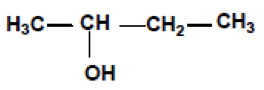 H₃C — CH — CH₂ — CH₃
OH